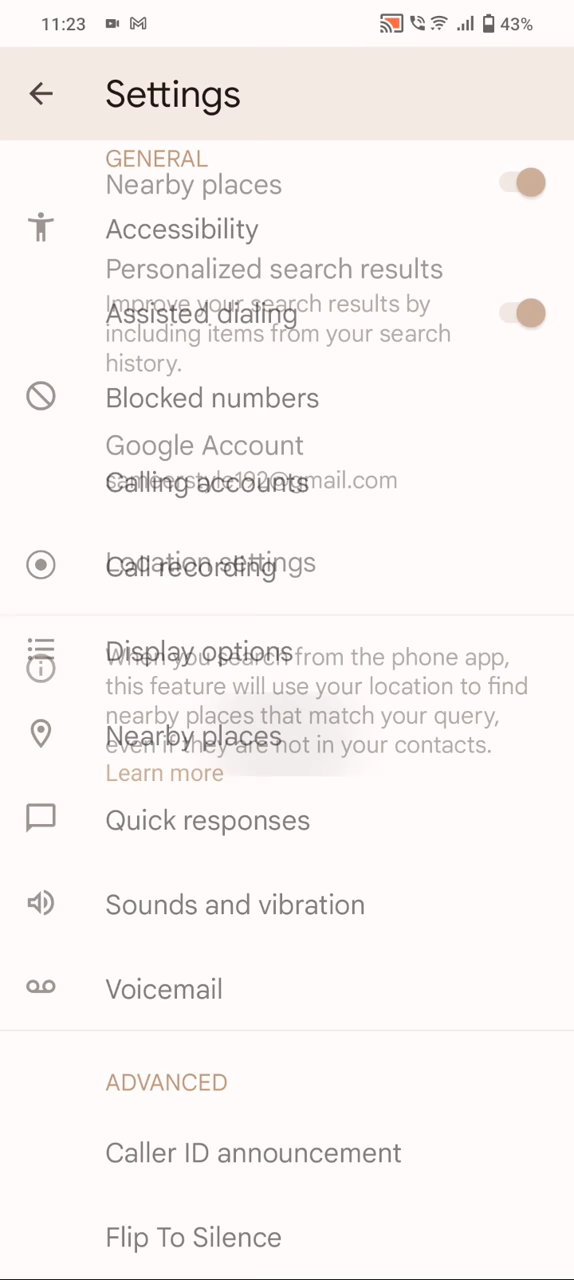 11:23
43%
Settings
GENERAL
Nearby places
Accessibility
Personalized search results
Improve your search results by
Assisted dialing
including items from your search
history.
Blocked numbers
Google Account
Calling accounts
sameerstyle192@gmail.com
Location settings
Call recording
Display options
When you search from the phone app,
this feature will use your location to find
nearby places that match your query,
Nearby places
even if they are not in your contacts.
Learn more
Quick responses
Sounds and vibration
Voicemail
ADVANCED
Caller ID announcement
Flip To Silence